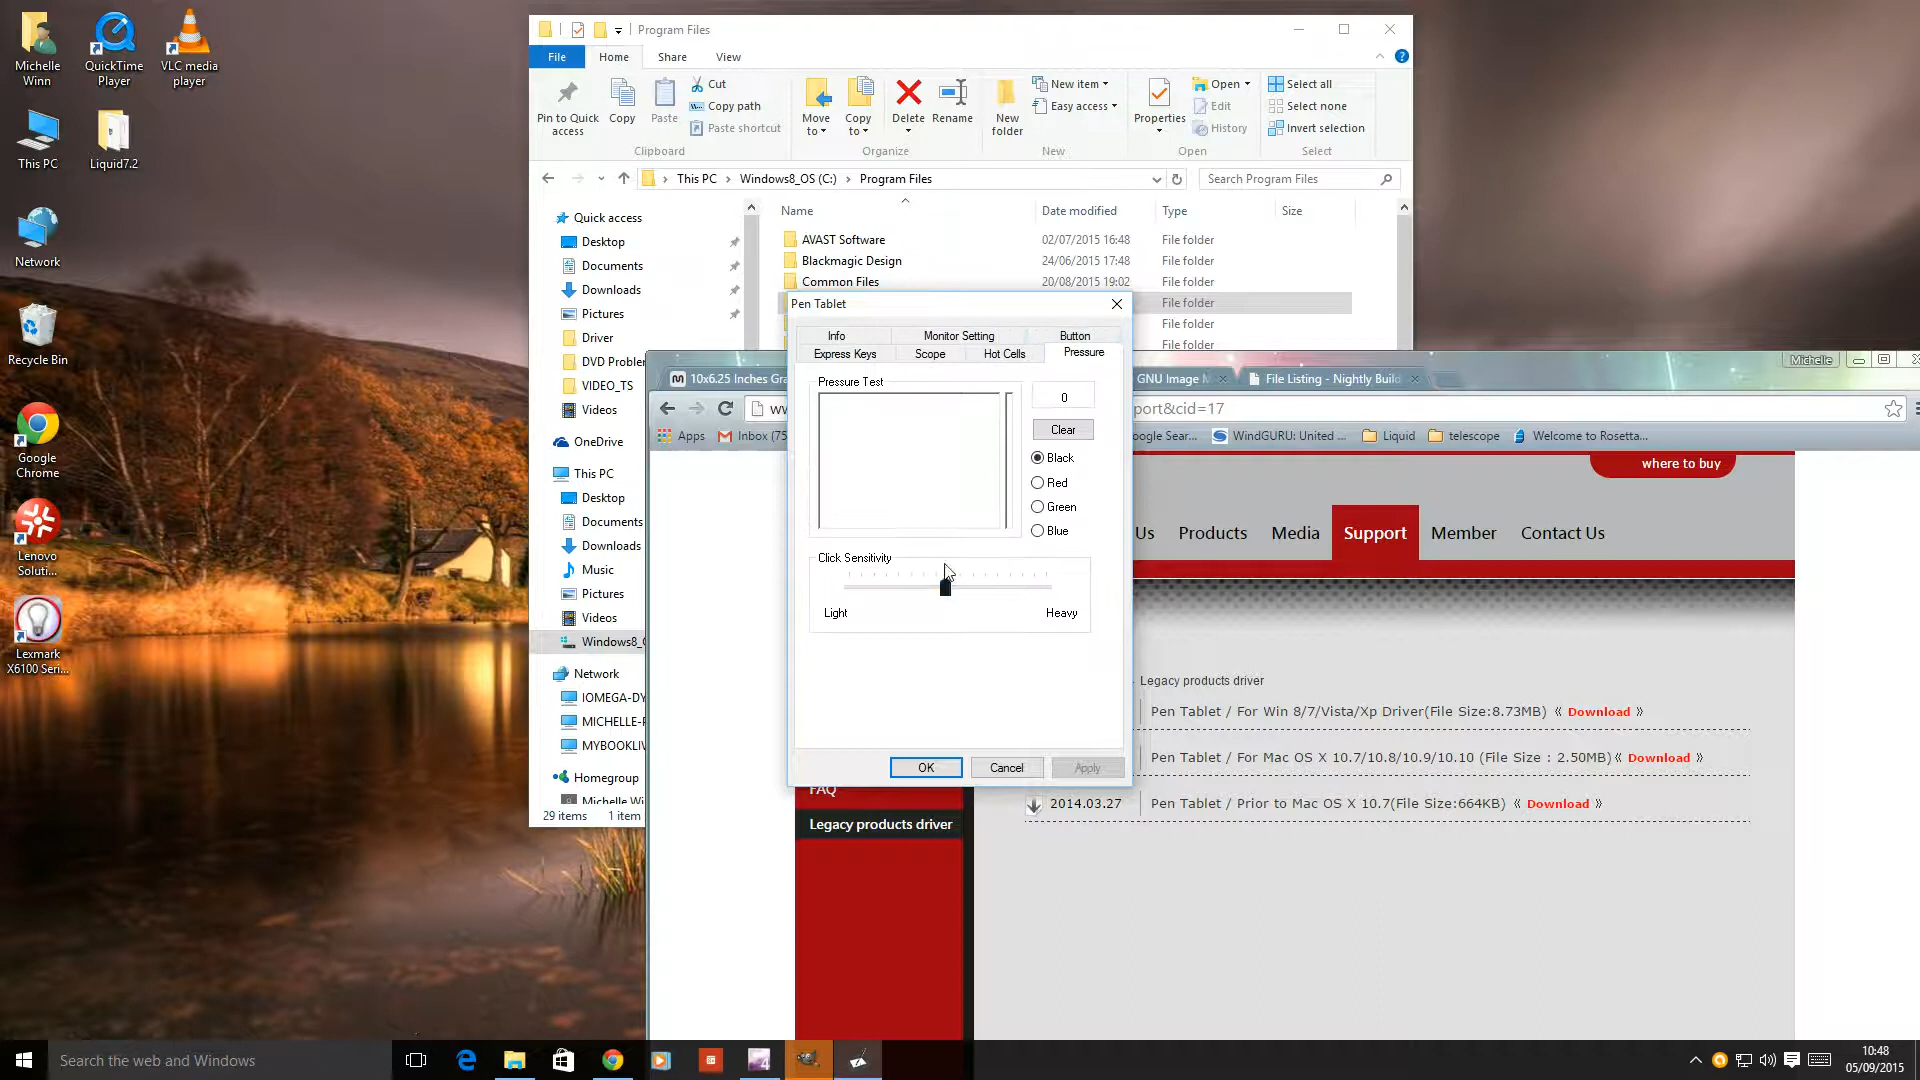 Michelle Winn
QuickTime Player
VLC media player
This PC
Liquid7.2
Network
Recycle Bin
Google Chrome
Lenovo Soluti...
Lexmark X6100 Seri...
Program Files
File
Home
Share
View
Pin to Quick access
Copy
Paste
Cut
Copy path
Paste shortcut
Clipboard
Move to
Copy to
Delete
Rename
Organize
New folder
New item
Easy access
New
Properties
Open
Edit
History
Open
Select all
Select none
Invert selection
Select
This PC
Windows8_OS (C:)
Program Files
Search Program Files
Name
Date modified
Type
Size
AVAST Software 02/07/2015 16:48 File folder
Blackmagic Design 24/06/2015 17:48 File folder
Common Files 20/08/2015 19:02 File folder
File folder
File folder
File folder
Quick access
Desktop
Documents
Downloads
Pictures
Driver
DVD Problem
VIDEO_TS
Videos
OneDrive
This PC
Desktop
Documents
Downloads
Music
Pictures
Videos
Windows8_
Network
IOMEGA-DY
MICHELLE-
MYBOOKLIV
Homegroup
Michelle Wi
29 items
1 item
Pen Tablet
Info
Monitor Setting
Button
Express Keys
Scope
Hot Cells
Pressure
Pressure Test
0
Clear
Black
Red
Green
Blue
Click Sensitivity
Light
Heavy
OK
Cancel
Apply
Michelle
10x6.25 Inches Gra
GNU Image M
File Listing - Nightly Build
port&cid=17
Apps
Inbox (75
oogle Sear...
WindGURU: United ...
Liquid
telescope
Welcome to Rosetta...
where to buy
Us
Products
Media
Support
Member
Contact Us
Legacy products driver
Pen Tablet / For Win 8/7/Vista/Xp Driver(File Size:8.73MB) « Download »
Pen Tablet / For Mac OS X 10.7/10.8/10.9/10.10 (File Size : 2.50MB)« Download »
2014.03.27 Pen Tablet / Prior to Mac OS X 10.7(File Size:664KB) « Download »
FAQ
Legacy products driver
Search the web and Windows
10:48
05/09/2015